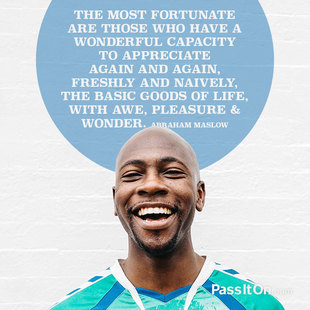 THE MOST FORTUNATE
ARE THOSE WHO HAVE A
WONDERFUL CAPACITY
TO APPRECIATE
AGAIN AND AGAIN,
FRESHLY AND NAIVELY,
THE BASIC GOODS OF LIFE,
WITH AWE, PLEASURE &
WONDER. ABRAHAM MASLOW
PassItOn.com